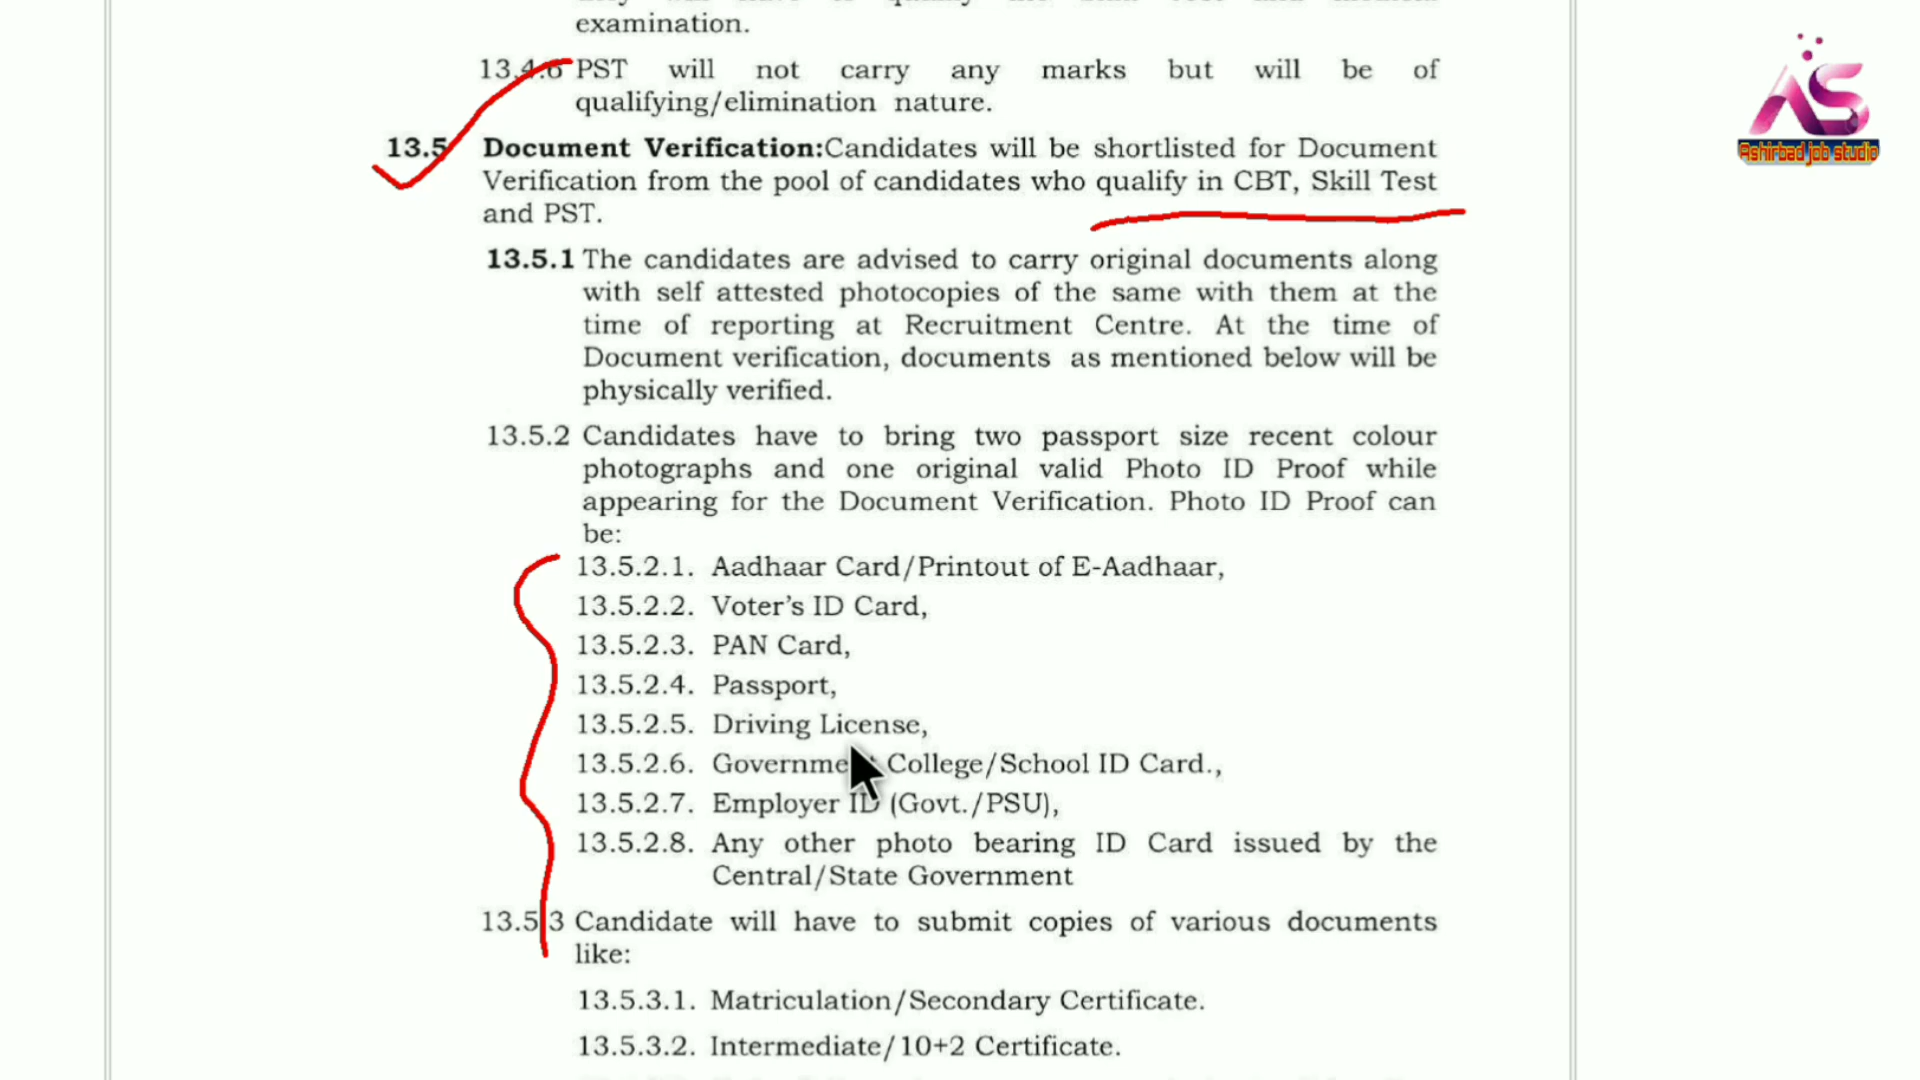 examination.
13.4.6 PST will not carry any marks but will be of
qualifying/elimination nature.
13.5 Document Verification:Candidates will be shortlisted for Document
Verification from the pool of candidates who qualify in CBT, Skill Test
and PST.
13.5.1 The candidates are advised to carry original documents along
with self attested photocopies of the same with them at the
time of reporting at Recruitment Centre. At the time of
Document verification, documents as mentioned below will be
physically verified.
13.5.2 Candidates have to bring two passport size recent colour
photographs and one original valid Photo ID Proof while
appearing for the Document Verification. Photo ID Proof can
be:
13.5.2.1. Aadhaar Card/Printout of E-Aadhaar,
13.5.2.2. Voter's ID Card,
13.5.2.3. PAN Card,
13.5.2.4. Passport,
13.5.2.5. Driving License,
13.5.2.6. Government College/School ID Card.,
13.5.2.7. Employer ID (Govt./PSU),
13.5.2.8. Any other photo bearing ID Card issued by the
Central/State Government
13.5.3 Candidate will have to submit copies of various documents
like:
13.5.3.1. Matriculation/Secondary Certificate.
13.5.3.2. Intermediate/10+2 Certificate.
AS
Ashirbad job studio